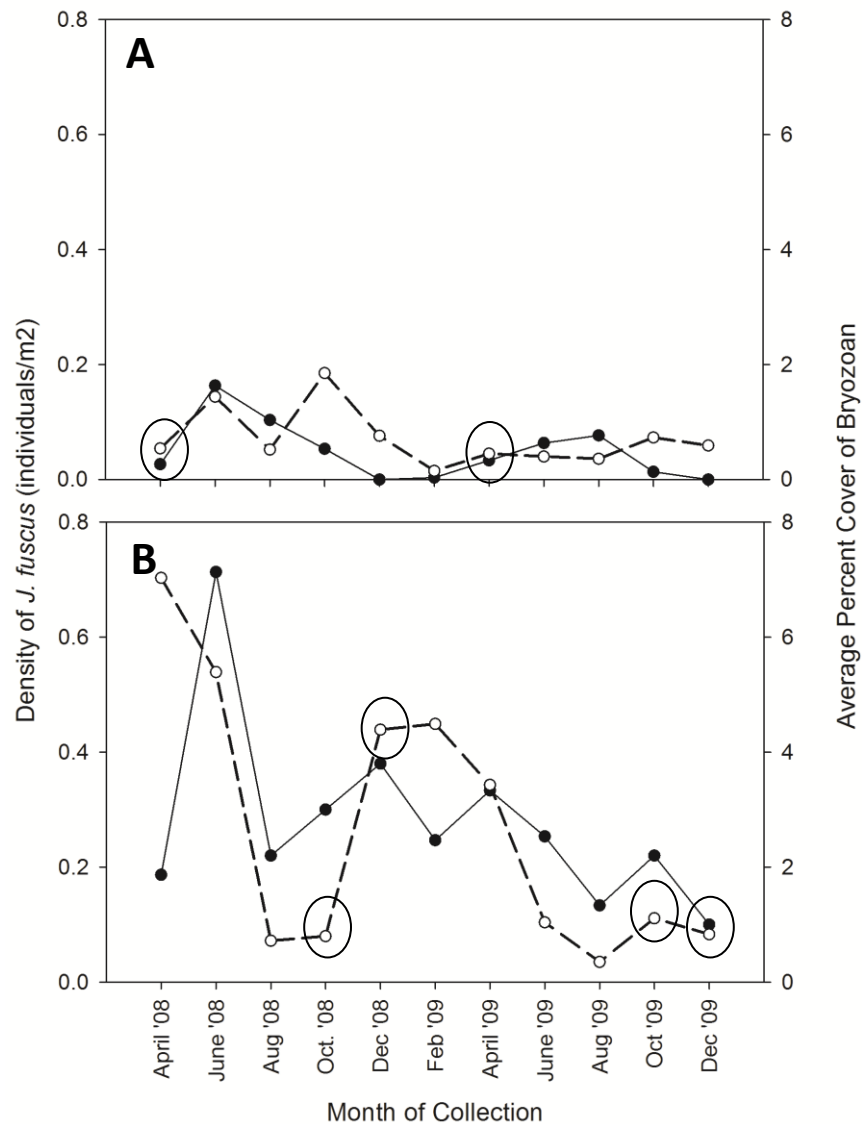 A
0.8
0.6
0.4
0.2
0.0
8
6
4
2
0
B
0.8
0.6
0.4
0.2
0.0
8
6
4
2
0
Density of J. fuscus (individuals/m2)
Average Percent Cover of Bryozoan
April '08
June '08
Aug '08
Oct. '08
Dec '08
Feb '09
April '09
June '09
Aug '09
Oct '09
Dec '09
Month of Collection